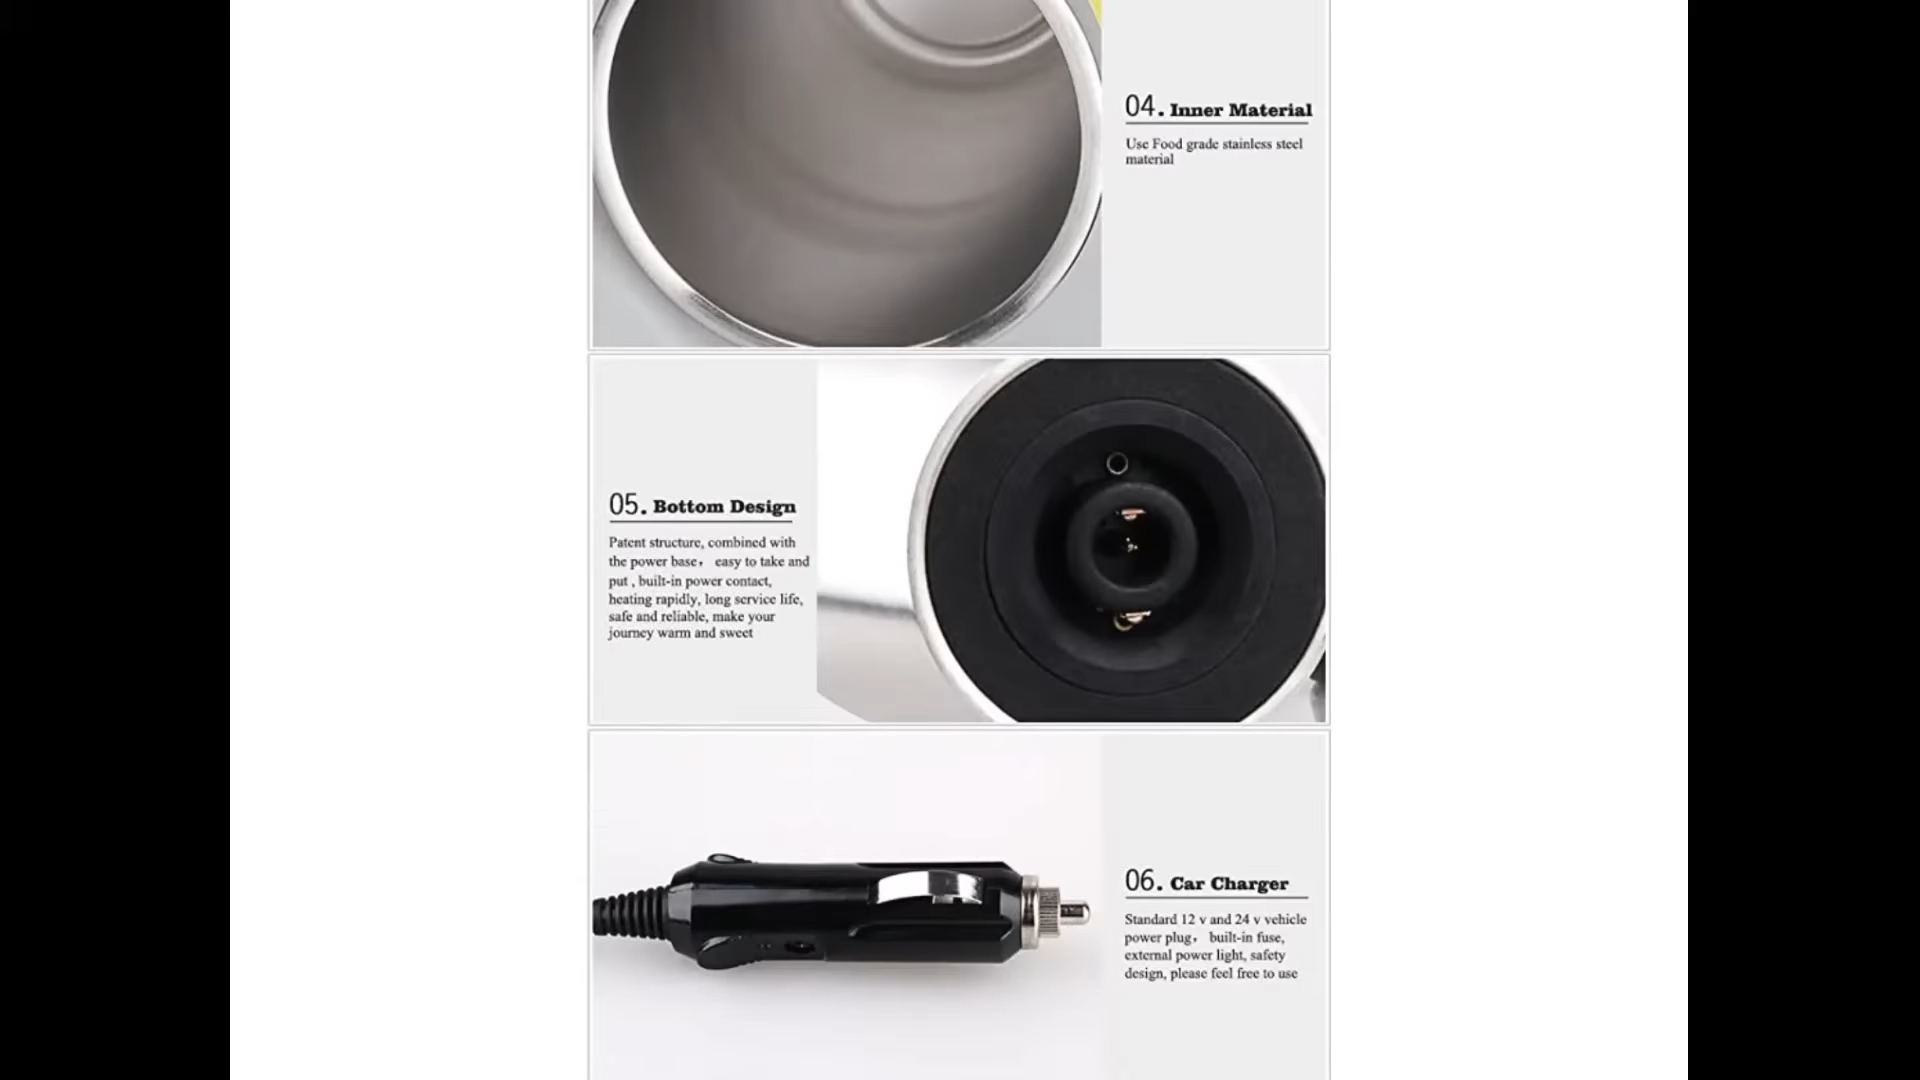 04. Inner Material
Use Food grade stainless steel
material
05. Bottom Design
Patent structure, combined with
the power base， easy to take and
put , built-in power contact,
heating rapidly, long service life,
safe and reliable, make your
journey warm and sweet
06. Car Charger
Standard 12 v and 24 v vehicle
power plug， built-in fuse,
external power light, safety
design, please feel free to use